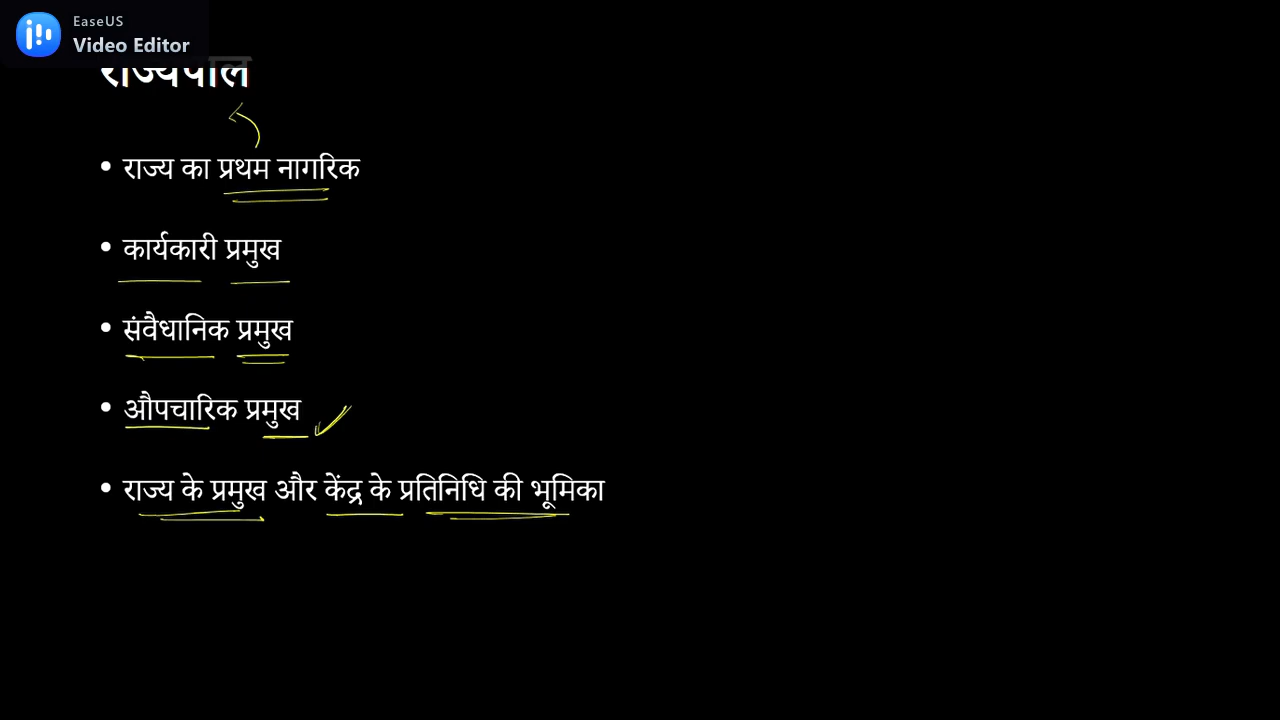 EaseUS
Video Editor
राज्यपाल
• राज्य का प्रथम नागरिक
• कार्यकारी प्रमुख
• संवैधानिक प्रमुख
• औपचारिक प्रमुख
• राज्य के प्रमुख और केंद्र के प्रतिनिधि की भूमिका